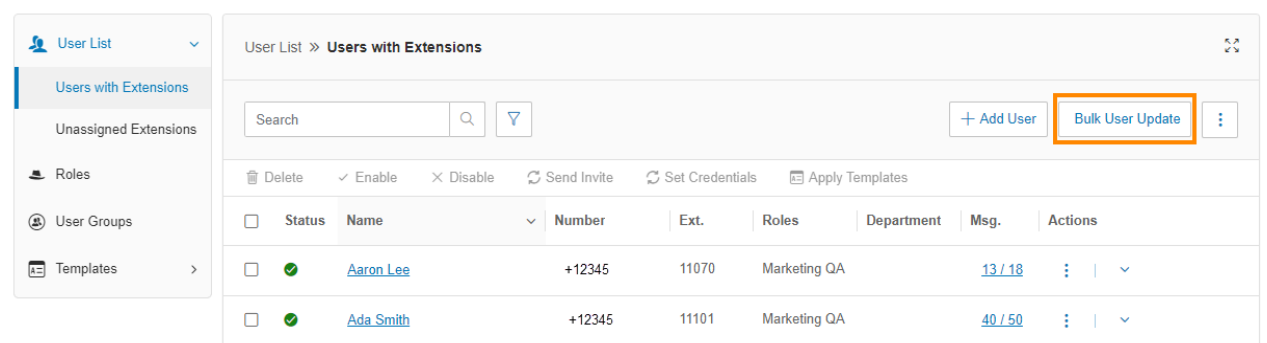 User List
Users with Extensions
Unassigned Extensions
Roles
User Groups
Templates
User List » Users with Extensions
Search
+ Add User
Bulk User Update
Delete Enable Disable Send Invite Set Credentials Apply Templates
Status Name Number Ext. Roles Department Msg. Actions
Aaron Lee +12345 11070 Marketing QA 13 / 18
Ada Smith +12345 11101 Marketing QA 40 / 50